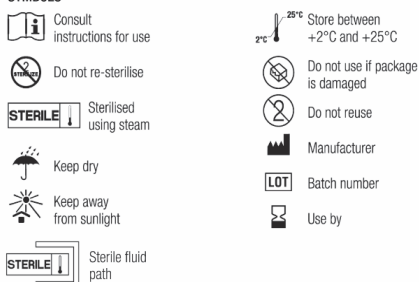 SYMBOLS
Consult
instructions for use
2
STERILIZE
Do not re-sterilise
STERILE
Sterilised
using steam
Keep dry
Keep away
from sunlight
STERILE
Sterile fluid
path
25°C
2°C
Store between
+2°C and +25°C
Do not use if package
is damaged
2
Do not reuse
Manufacturer
LOT
Batch number
Use by